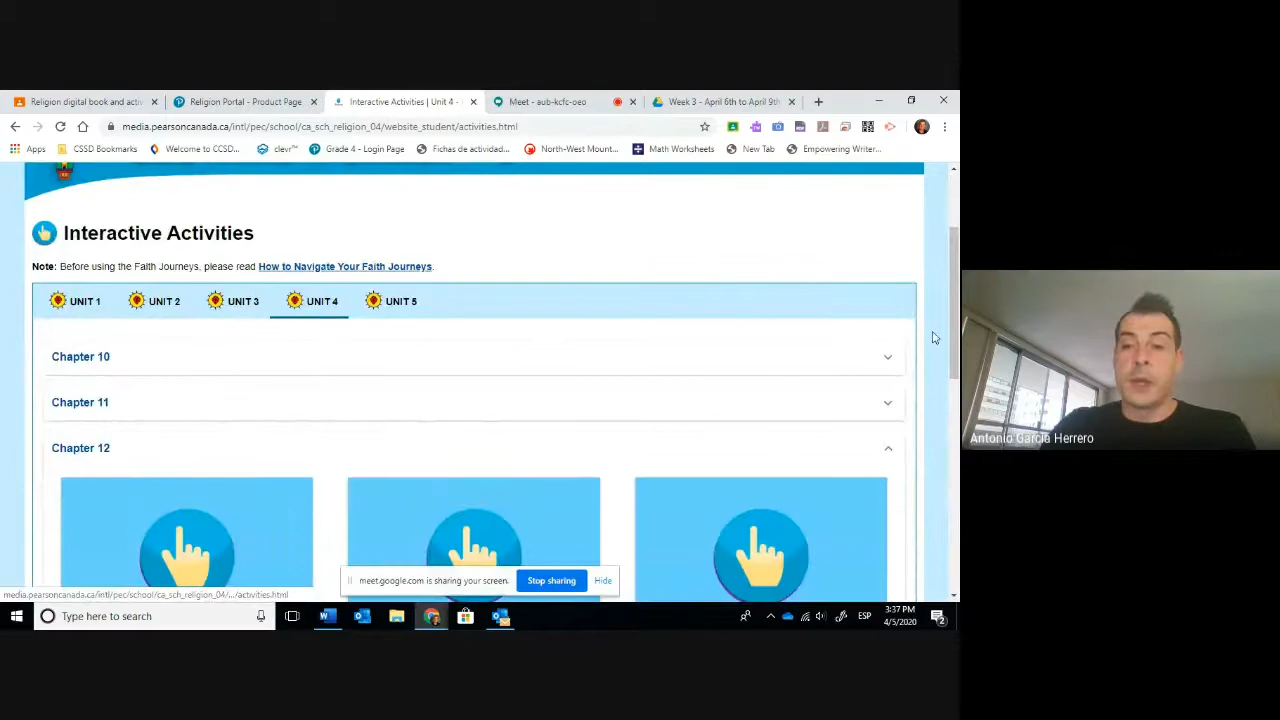 Religion digital book and activ
Religion Portal - Product Page
Interactive Activities | Unit 4 -
Meet - aub-kcfc-oeo
Week 3 - April 6th to April 9th
media.pearsoncanada.ca/intl/pec/school/ca_sch_religion_04/website_student/activities.html
Apps
CSSD Bookmarks
Welcome to CCSD...
clevr™
Grade 4 - Login Page
Fichas de actividad...
North-West Mount...
Math Worksheets
New Tab
Empowering Writer...
Interactive Activities
Note: Before using the Faith Journeys, please read How to Navigate Your Faith Journeys.
UNIT 1
UNIT 2
UNIT 3
UNIT 4
UNIT 5
Chapter 10
Chapter 11
Chapter 12
Antonio Garcia Herrero
meet.google.com is sharing your screen.
Stop sharing
Hide
media.pearsoncanada.ca/intl/pec/school/ca_sch_religion_04/.../activities.html
Type here to search
ESP
3:37 PM
4/5/2020
2